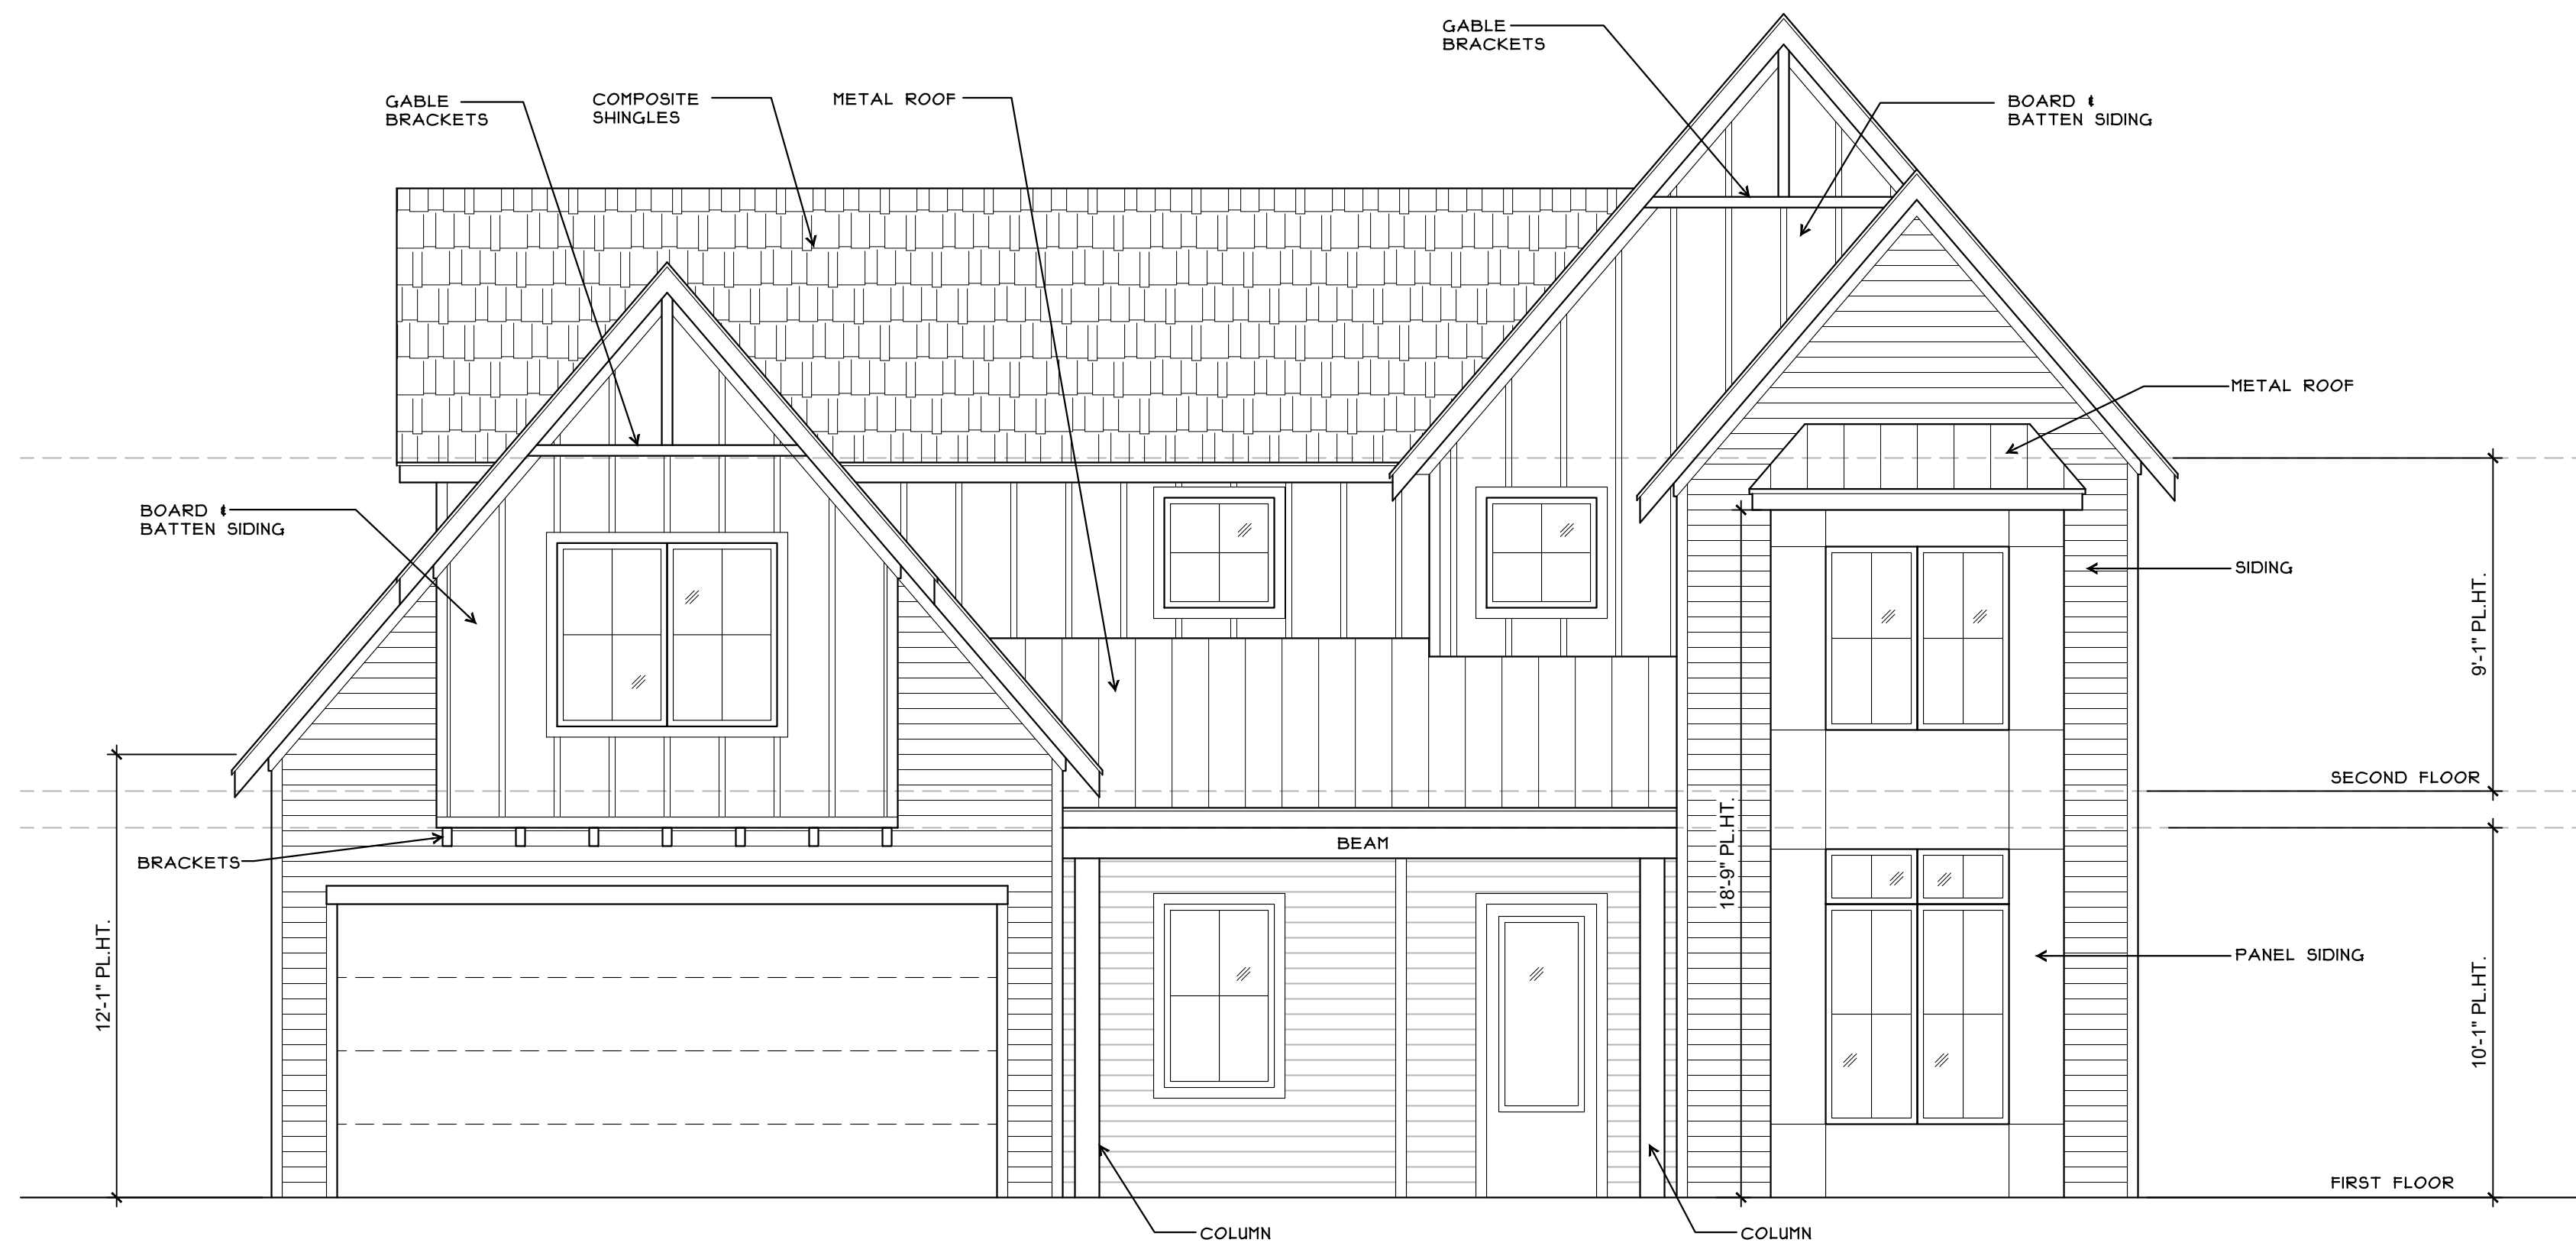 GABLE
BRACKETS
GABLE
BRACKETS
COMPOSITE
SHINGLES
METAL ROOF
BOARD &
BATTEN SIDING
METAL ROOF
BOARD &
BATTEN SIDING
SIDING
9'-1" PL.HT.
SECOND FLOOR
18'-9" PL.HT.
BEAM
BRACKETS
12'-1" PL.HT.
PANEL SIDING
10'-1" PL.HT.
FIRST FLOOR
COLUMN
COLUMN